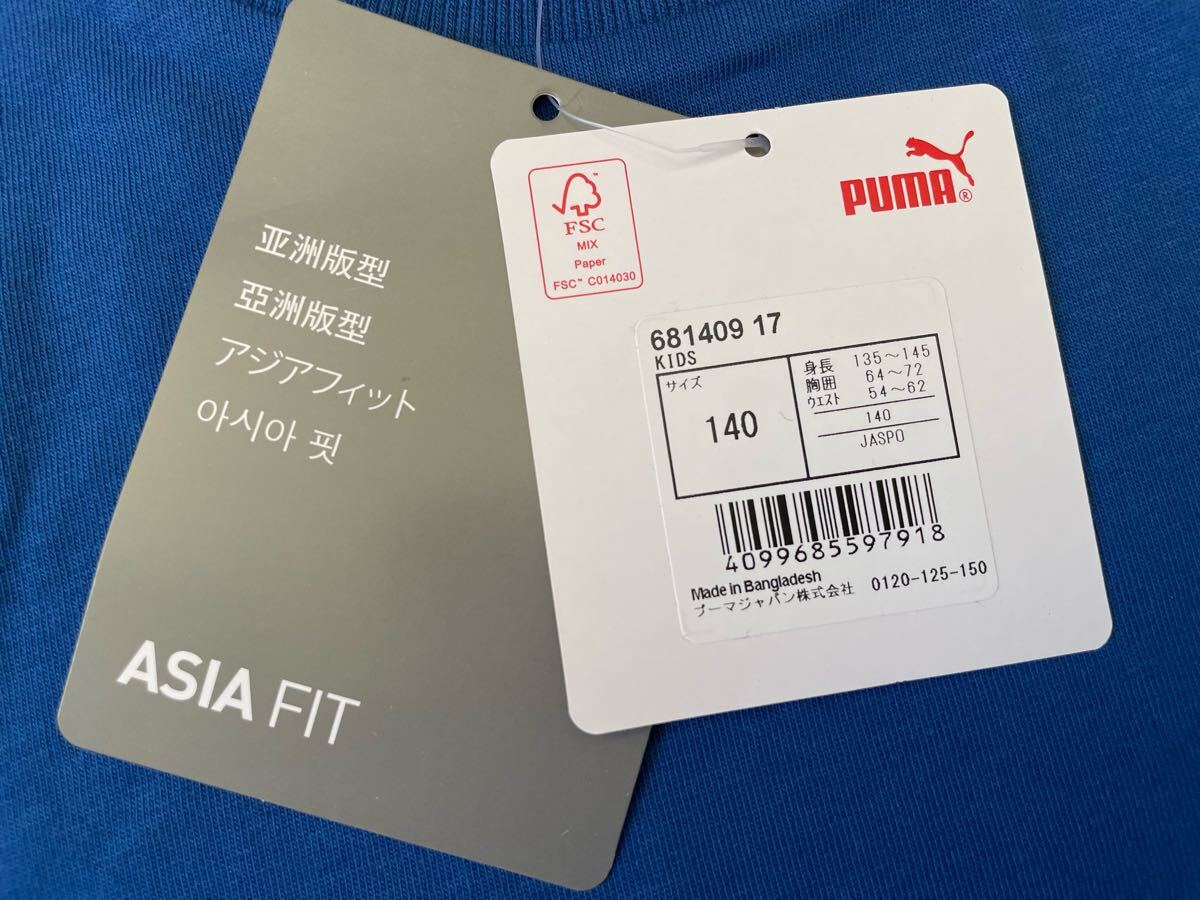 亚洲版型
亞洲版型
アジアフィット
아시아 핏
ASIA FIT
FSC
MIX
Paper
FSC™ C014030
PUMA®
681409 17
KIDS
サイズ
140
身長 135～145
胸囲 64～72
ウエスト 54～62
140
JASPO
4099685597918
Made in Bangladesh
プーマジャパン株式会社 0120-125-150